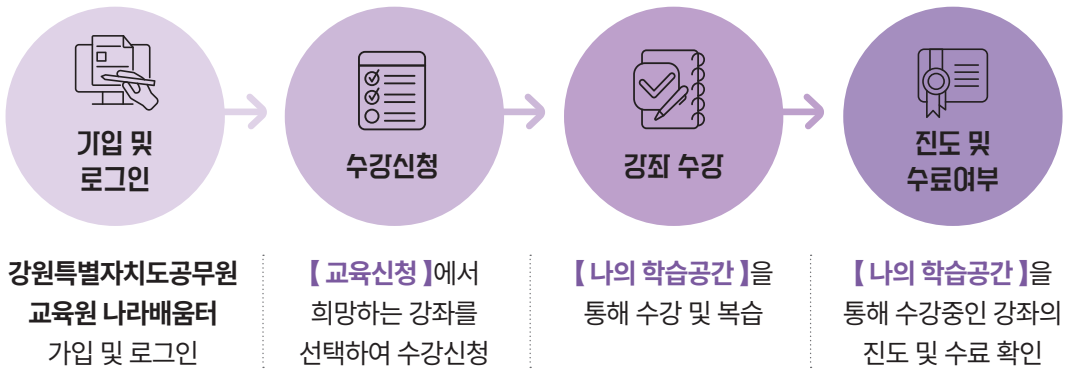 가입 및
로그인
수강신청
강좌 수강
진도 및
수료여부
강원특별자치도공무원
교육원 나라배움터
가입 및 로그인
【 교육신청 】에서
희망하는 강좌를
선택하여 수강신청
【 나의 학습공간 】을
통해 수강 및 복습
【 나의 학습공간 】을
통해 수강중인 강좌의
진도 및 수료 확인